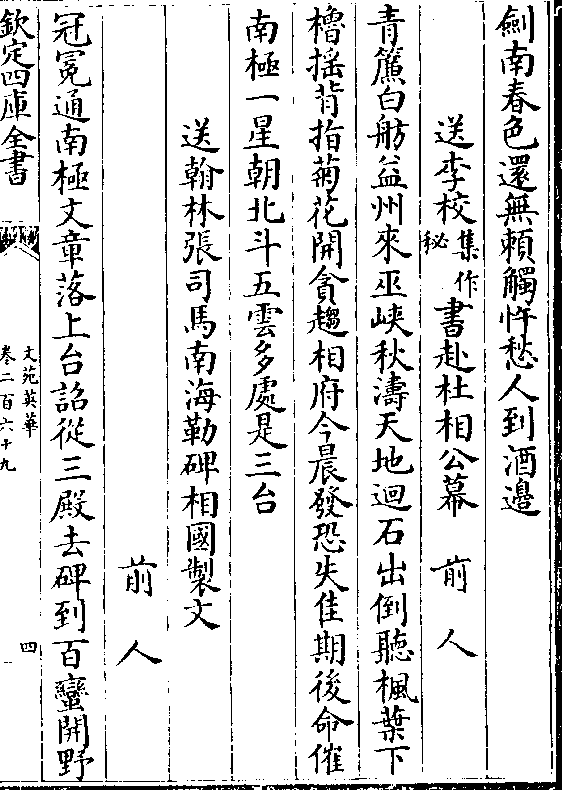 劍南春色還無賴觸忤愁人到酒邊
送李校集作秘書赴杜相公幕　前人
青簾白舫益州來巫峽秋濤天地迴石出倒聽楓葉下
櫓搖背指菊花開貪趨相府今晨發恐失佳期後命催
南極一星朝北斗五雲多處是三台
送翰林張司馬南海勒碑相國製文
前人
冠冕通南極文章落上台詔從三殿去碑到百蠻開野
欽定四庫全書
文苑英華
卷二百六十九
四